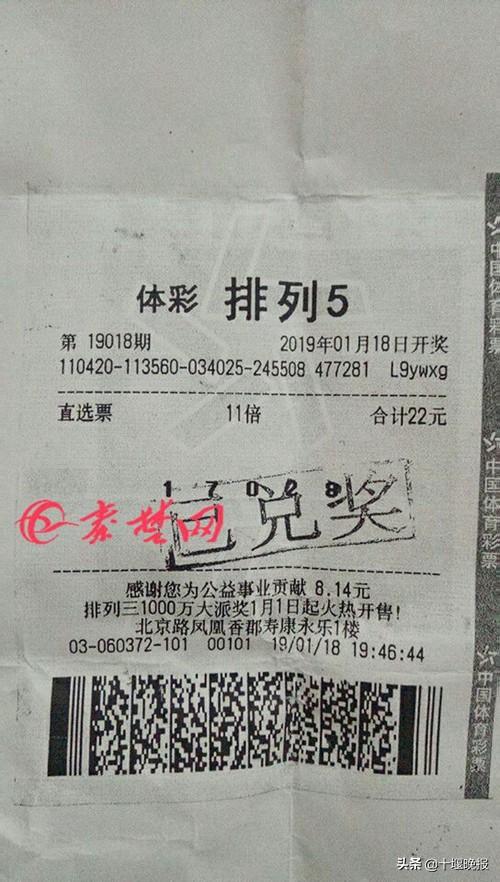 体彩 排列5
第 19018期 2019年01月18日开奖
110420-113560-034025-245508 477281 L9ywxg
直选票 11倍 合计22元
已兑奖
秦楚网
感谢您为公益事业贡献 8.14元
排列三1000万大派奖1月1日起火热开售!
北京路凤凰香郡寿康永乐1楼
03-060372-101 00101 19/01/18 19:46:44
中国体育彩票
中国体育彩票
中国体育彩票
头条 @十堰晚报